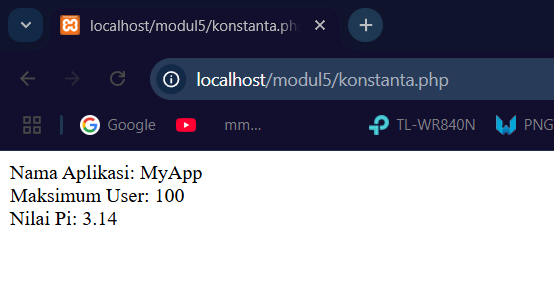 localhost/modul5/konstanta.ph
localhost/modul5/konstanta.php
Google
mm...
TL-WR840N
PNG
Nama Aplikasi: MyApp
Maksimum User: 100
Nilai Pi: 3.14